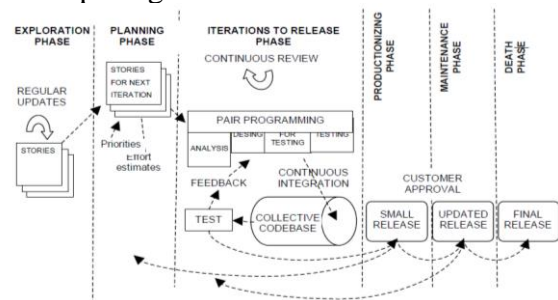 EXPLORATION
PHASE
PLANNING
PHASE
ITERATIONS TO RELEASE
PHASE
PRODUCTIONIZING
PHASE
MAINTENANCE
PHASE
DEATH
PHASE
CONTINUOUS REVIEW
REGULAR
UPDATES
STORIES
FOR NEXT
ITERATION
STORIES
Priorities
Effort
estimates
PAIR PROGRAMMING
ANALYSIS
DESING
FOR
TESTING
TESTING
FEEDBACK
CONTINUOUS
INTEGRATION
TEST
COLLECTIVE
CODEBASE
CUSTOMER
APPROVAL
SMALL
RELEASE
UPDATED
RELEASE
FINAL
RELEASE